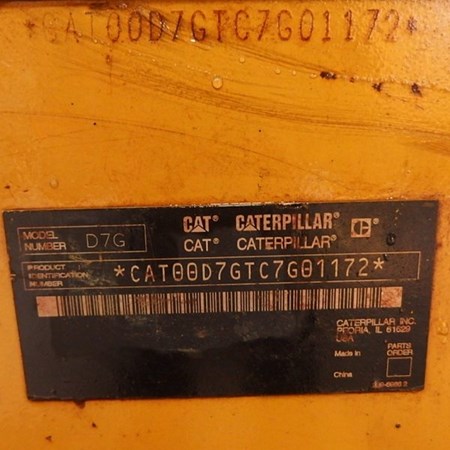 *CAT00D7GTC7G01172*
MODEL NUMBER D7G
CAT® CATERPILLAR®
CAT® CATERPILLAR®
PRODUCT IDENTIFICATION NUMBER *CAT00D7GTC7G01172*
CATERPILLAR INC.
PEORIA, IL 61629
USA
Made in
China
PARTS
ORDER